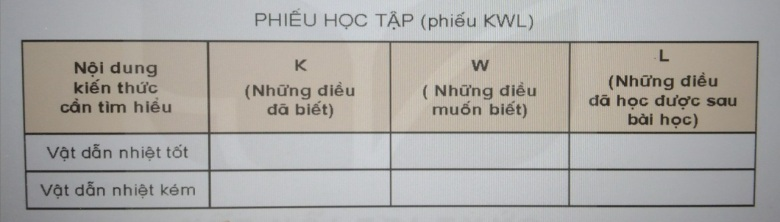 PHIẾU HỌC TẬP (phiếu KWL)
Nội dung
kiến thức
cần tìm hiểu
K
(Những điều
đã biết)
W
( Những điều
muốn biết)
L
(Những điều
đã học được sau
bài học)
Vật dẫn nhiệt tốt
Vật dẫn nhiệt kém